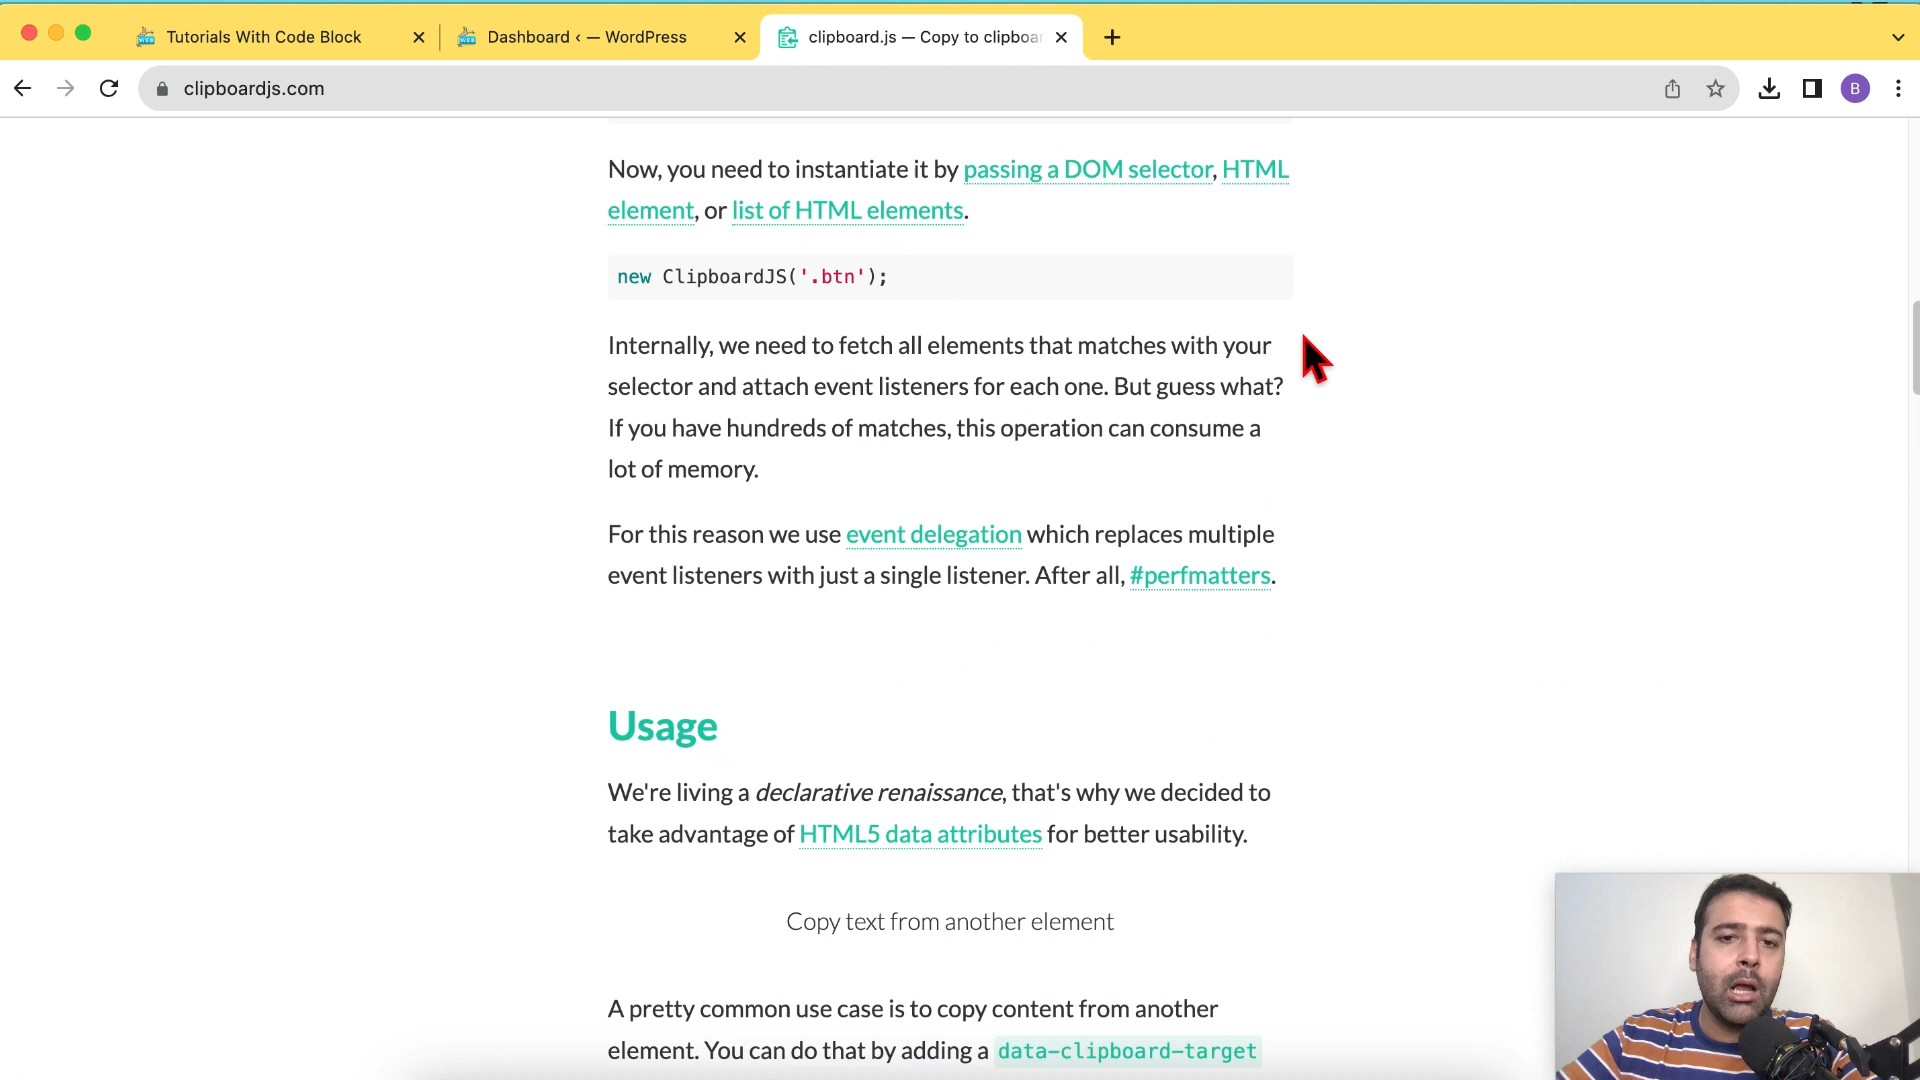 Tutorials With Code Block
Dashboard ‹ — WordPress
clipboard.js — Copy to clipboar
clipboardjs.com
B
Now, you need to instantiate it by passing a DOM selector, HTML
element, or list of HTML elements.
new ClipboardJS('.btn');
Internally, we need to fetch all elements that matches with your
selector and attach event listeners for each one. But guess what?
If you have hundreds of matches, this operation can consume a
lot of memory.
For this reason we use event delegation which replaces multiple
event listeners with just a single listener. After all, #perfmatters.
Usage
We're living a declarative renaissance, that's why we decided to
take advantage of HTML5 data attributes for better usability.
Copy text from another element
A pretty common use case is to copy content from another
element. You can do that by adding a data-clipboard-target